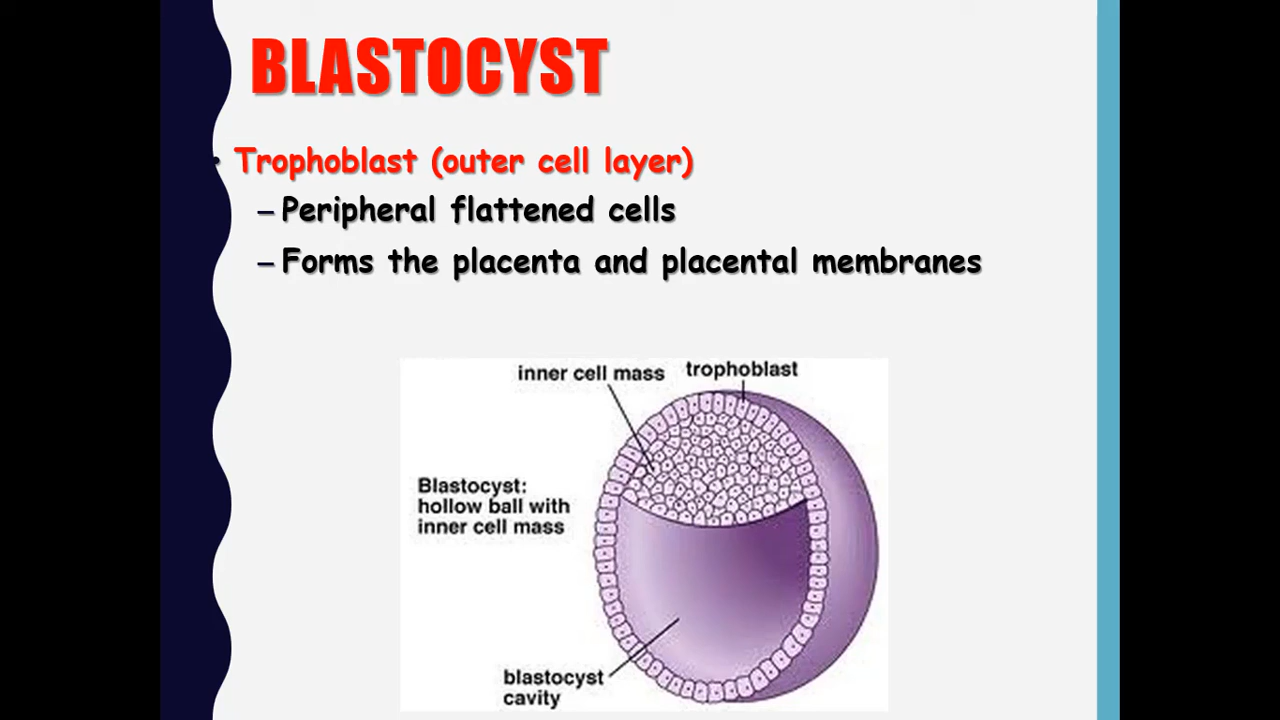 BLASTOCYST
• Trophoblast (outer cell layer)
– Peripheral flattened cells
– Forms the placenta and placental membranes
inner cell mass
trophoblast
Blastocyst:
hollow ball with
inner cell mass
blastocyst
cavity